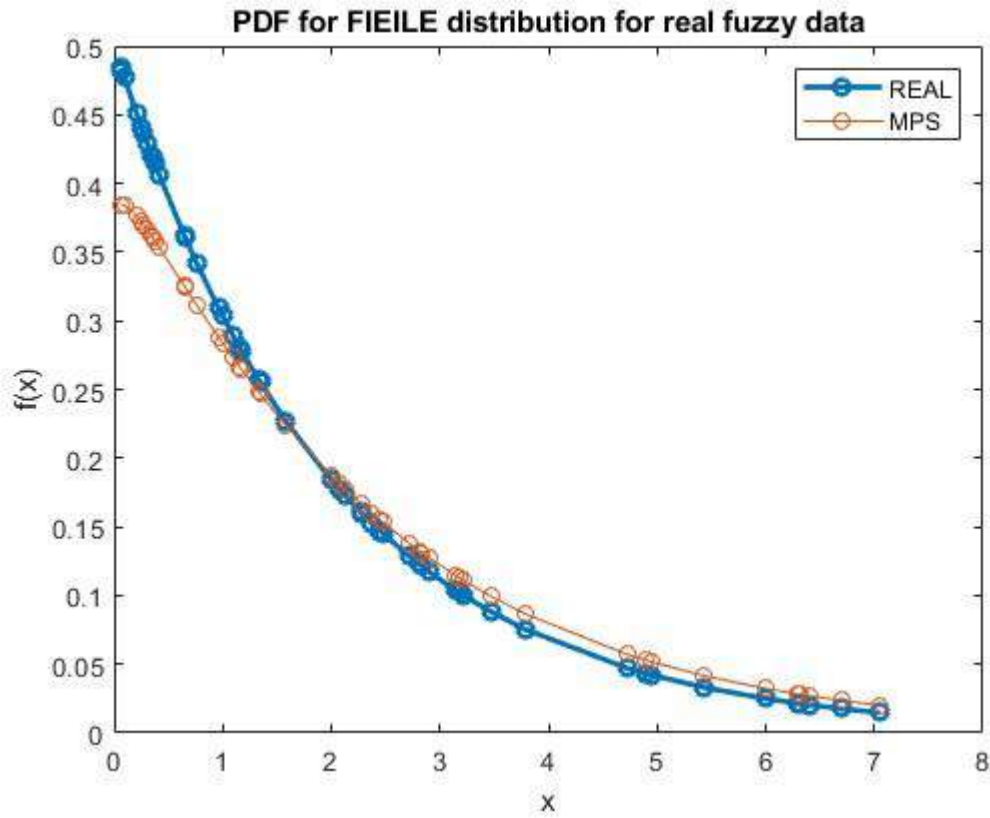 PDF for FIEILE distribution for real fuzzy data
REAL
MPS
0.5
0.45
0.4
0.35
0.3
0.25
0.2
0.15
0.1
0.05
0
f(x)
0 1 2 3 4 5 6 7 8
x